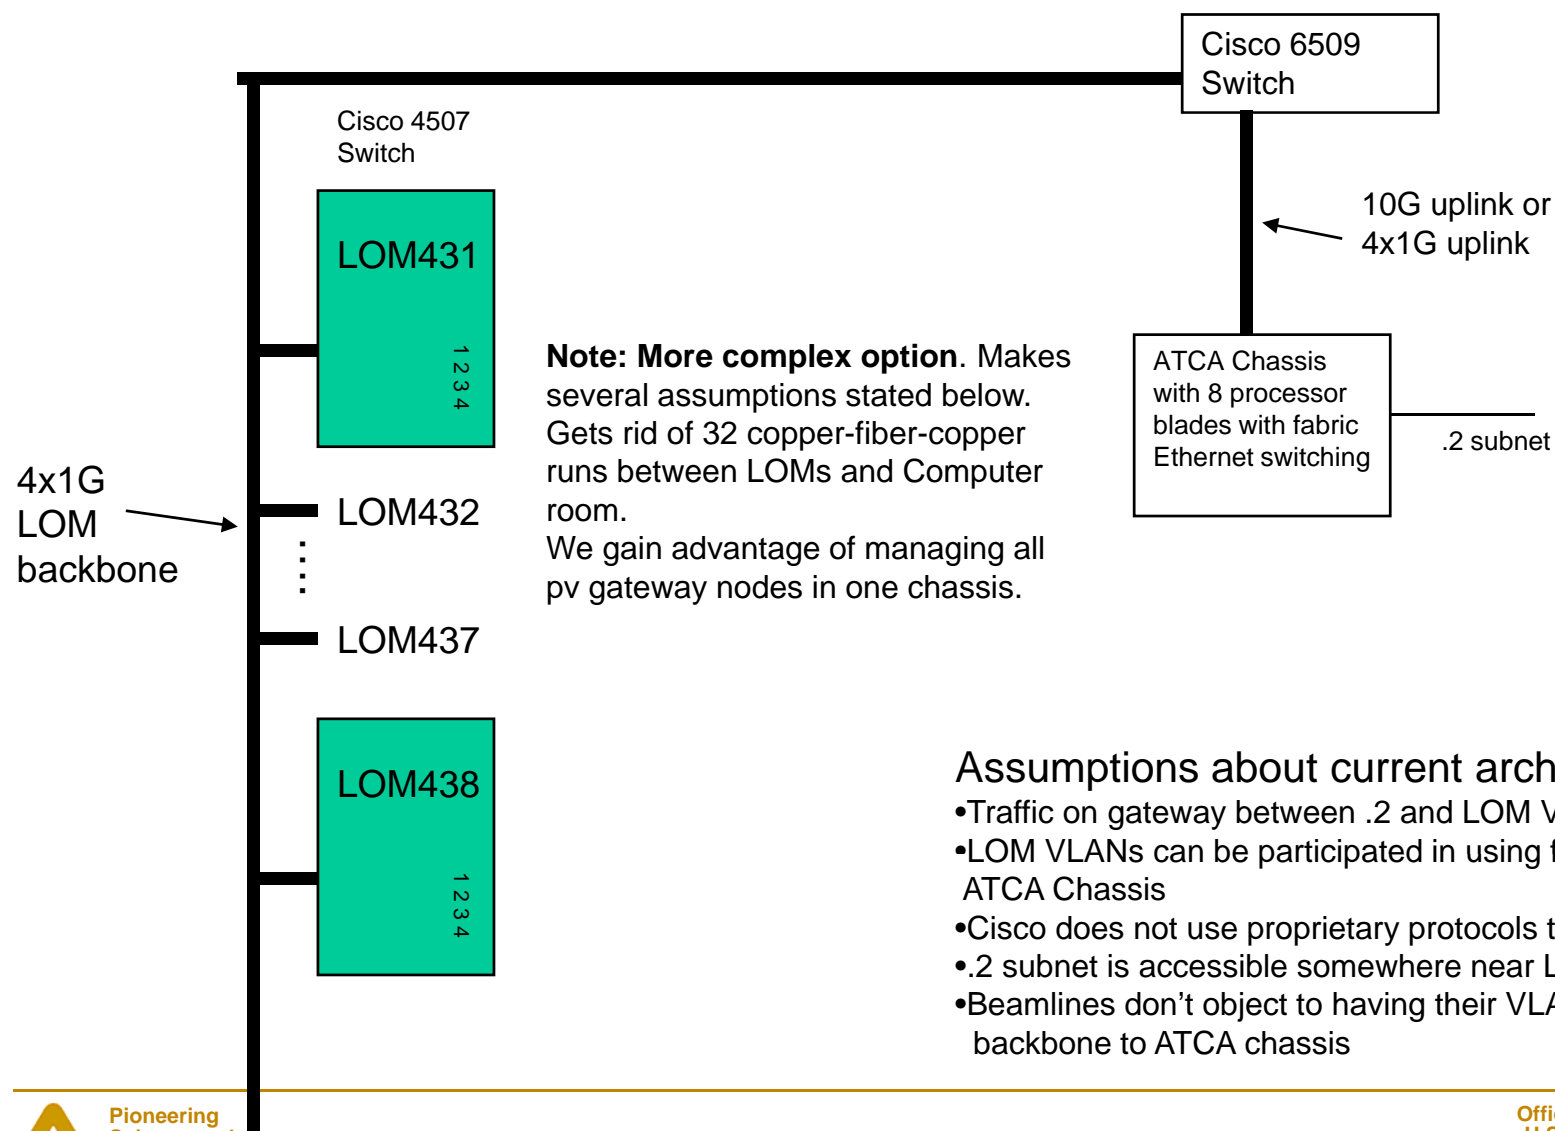 Cisco 6509
Switch
Cisco 4507
Switch
10G uplink or
4x1G uplink
LOM431
1 2 3 4
Note: More complex option. Makes
several assumptions stated below.
Gets rid of 32 copper-fiber-copper
runs between LOMs and Computer
room.
We gain advantage of managing all
pv gateway nodes in one chassis.
ATCA Chassis
with 8 processor
blades with fabric
Ethernet switching
.2 subnet
4x1G
LOM
backbone
LOM432
LOM437
LOM438
1 2 3 4
Assumptions about current arch
•Traffic on gateway between .2 and LOM V
•LOM VLANs can be participated in using f
ATCA Chassis
•Cisco does not use proprietary protocols t
•.2 subnet is accessible somewhere near L
•Beamlines don’t object to having their VLA
backbone to ATCA chassis
Pioneering